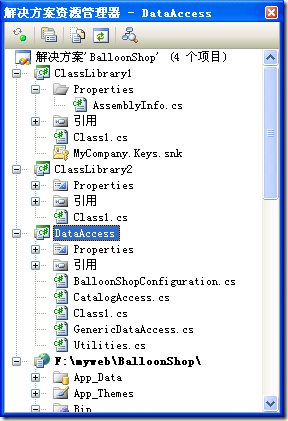 解决方案资源管理器 - DataAccess
解决方案'BalloonShop' (4 个项目)
ClassLibrary1
Properties
AssemblyInfo.cs
引用
Class1.cs
MyCompany.Keys.snk
ClassLibrary2
Properties
引用
Class1.cs
DataAccess
Properties
引用
BalloonShopConfiguration.cs
CatalogAccess.cs
Class1.cs
GenericDataAccess.cs
Utilities.cs
F:\myweb\BalloonShop\
App_Data
App_Themes
Bin